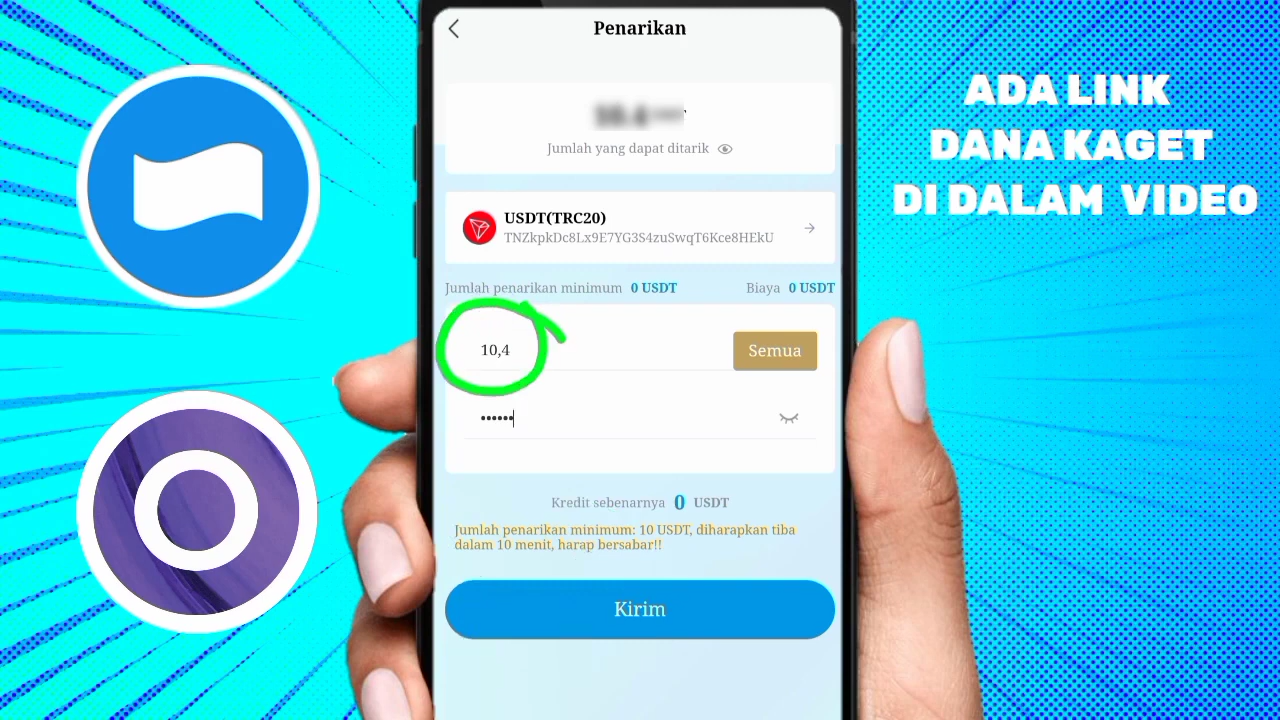 Penarikan
Jumlah yang dapat ditarik
USDT(TRC20)
TNZkpkDc8Lx9E7YG3S4zuSwqT6Kce8HEkU
Jumlah penarikan minimum 0 USDT
Biaya 0 USDT
10,4
Semua
••••••
Kredit sebenarnya 0 USDT
Jumlah penarikan minimum: 10 USDT, diharapkan tiba
dalam 10 menit, harap bersabar!!
Kirim
ADA LINK
DANA KAGET
DI DALAM VIDEO